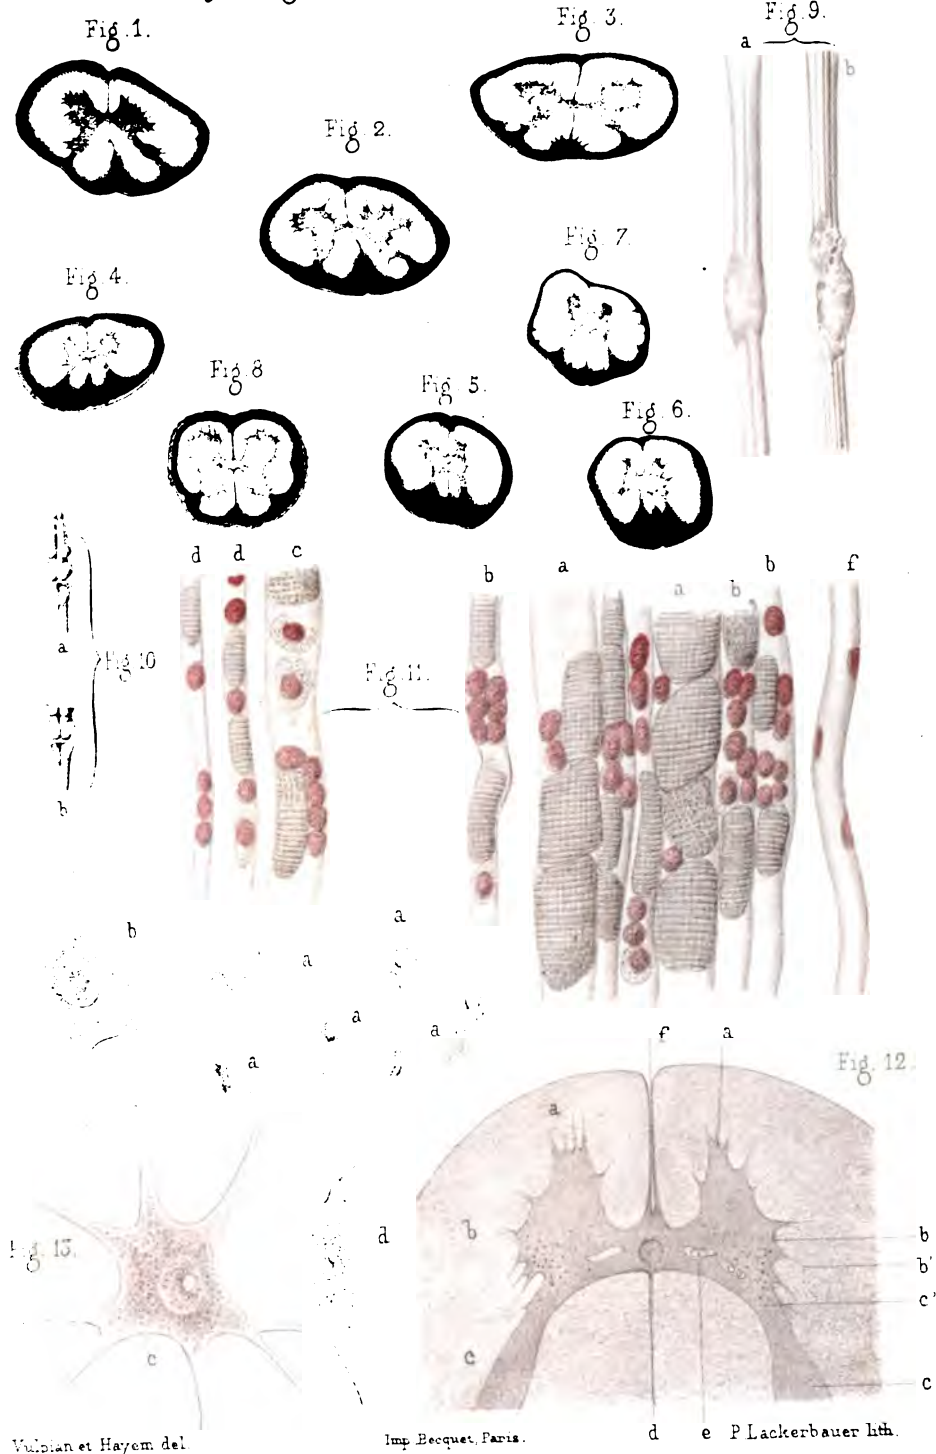 Fig. 1.
Fig. 3.
Fig. 9.
a
b
Fig. 2.
Fig. 7.
Fig. 4.
Fig. 8
Fig. 5.
Fig. 6.
d
d
c
b
a
a
b
b
f
a
Fig. 10
b
Fig. 11.
b
a
a
a
a
a
f
a
Fig. 12.
a
b
b
b'
c'
c
c
d
e
Fig. 13.
c
d
Vulpian et Hayem del.
Imp. Becquet, Paris.
P. Lackerbauer lith.